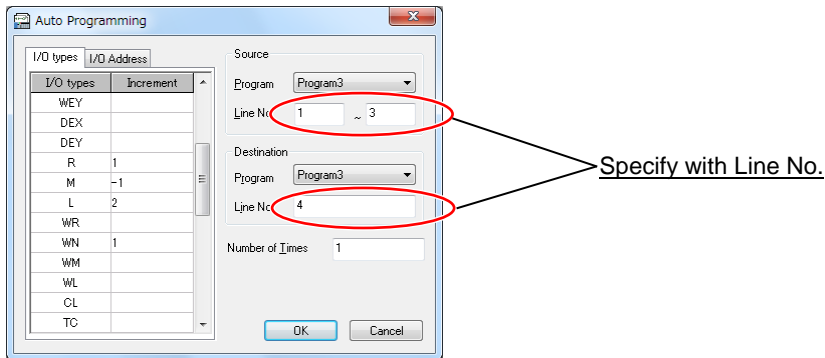 Auto Programming
I/O types I/O Address
I/O types Increment
WEY
DEX
DEY
R 1
M -1
L 2
WR
WN 1
WM
WL
CL
TC
Source
Program Program3
Line No 1 ~ 3
Destination
Program Program3
Line No 4
Number of Times 1
OK Cancel
Specify with Line No.